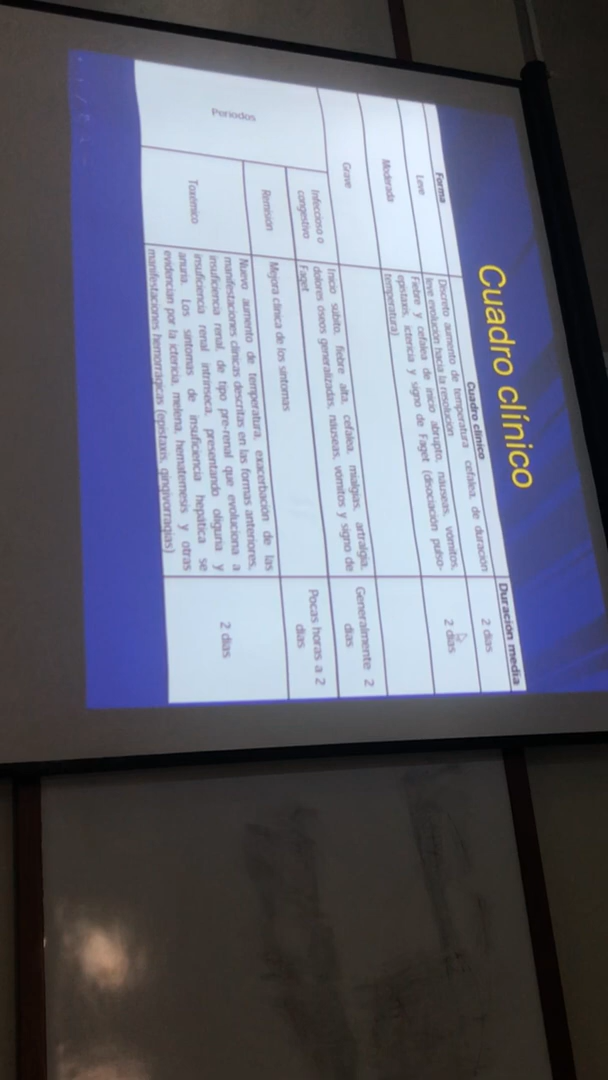 Cuadro clínico
Forma Cuadro clínico Duración media
Leve Discreto aumento de temperatura cefalea, de duración 2 días
leve evolución hacia la resolución
Moderada Fiebre y cefalea de inicio abrupto, náuseas, vómitos, 2 días
epistaxis, ictericia y signo de Faget (disociación pulso-
temperatura)
Grave
Periodos
Infeccioso o Inicio súbito, fiebre alta, cefalea, mialgias, artralgia, Generalmente 2
congestivo dolores óseos generalizadas, náuseas, vómitos y signo de días
Faget
Remisión Mejora clínica de los síntomas Pocas horas a 2
días
Toxémico Nuevo aumento de temperatura, exacerbación de las 2 días
manifestaciones clínicas descritas en las formas anteriores,
insuficiencia renal, de tipo pre-renal que evoluciona a
insuficiencia renal intrínseca, presentando oliguria y
anuria. Los síntomas de insuficiencia hepática se
evidencian por la ictericia, melena, hematemesis y otras
manifestaciones hemorrágicas (epistaxis, gingivorragias)